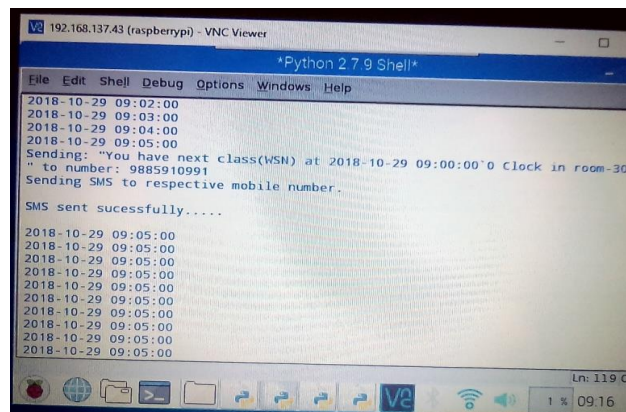 V2 192.168.137.43 (raspberrypi) - VNC Viewer
*Python 2.7.9 Shell*
File Edit Shell Debug Options Windows Help
2018-10-29 09:02:00
2018-10-29 09:03:00
2018-10-29 09:04:00
2018-10-29 09:05:00
Sending: "You have next class(WSN) at 2018-10-29 09:00:00`0 Clock in room-30
" to number: 9885910991
Sending SMS to respective mobile number.
SMS sent sucessfully.....
2018-10-29 09:05:00
2018-10-29 09:05:00
2018-10-29 09:05:00
2018-10-29 09:05:00
2018-10-29 09:05:00
2018-10-29 09:05:00
2018-10-29 09:05:00
2018-10-29 09:05:00
2018-10-29 09:05:00
Ln: 119 C
>_ V2 1 % 09.16